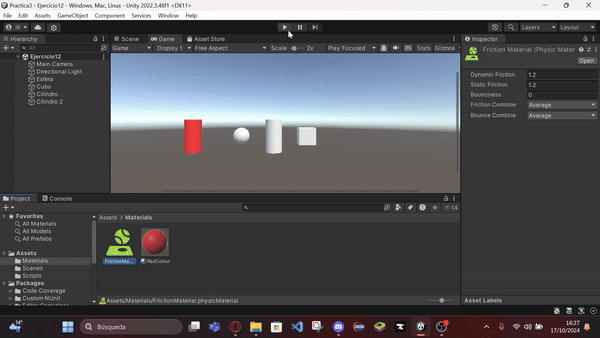 Practica3 - Ejercicio12 - Windows, Mac, Linux - Unity 2022.3.48f1 <DX11>
File Edit Assets GameObject Component Services Window Help
IR Layers Layout
Hierarchy Scene Game Asset Store Inspector
All Game Display 1 Free Aspect Scale 2x Play Focused Stats Gizmos
Friction Material (Physic Mater
Open
Ejercicio12
Main Camera
Directional Light
Esfera
Cubo
Cilindro
Cilindro 2
Dynamic Friction 1.2
Static Friction 1.2
Bounciness 0
Friction Combine Average
Bounce Combine Average
Project Console
14
Favorites
All Materials
All Models
All Prefabs
Assets
Materials
Scenes
Scripts
Packages
Code Coverage
Custom NUnit
Assets > Materials
FrictionMa...
RedColour
Assets/Materials/FrictionMaterial.physicMaterial
Asset Labels
14°
Búsqueda
16:27
17/10/2024